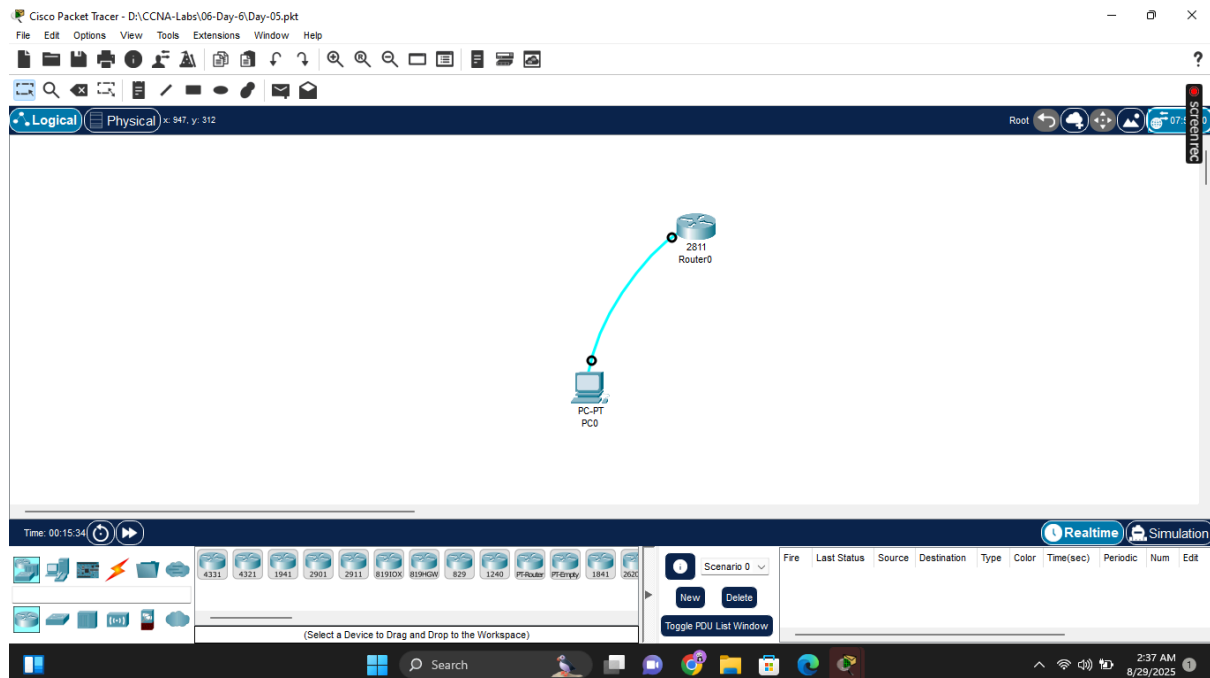 Cisco Packet Tracer - D:\CCNA-Labs\06-Day-6\Day-05.pkt
File Edit Options View Tools Extensions Window Help
?
Logical Physical x: 947, y: 312 Root
screenrec
2811
Router0
PC-PT
PC0
Time: 00:15:34 Realtime Simulation
4331 4321 1941 2901 2911 819IOX 819HGW 829 1240 PT-Router PT-Empty 1841
Scenario 0
Fire Last Status Source Destination Type Color Time(sec) Periodic Num Edit
New Delete
Toggle PDU List Window
(Select a Device to Drag and Drop to the Workspace)
Search
2:37 AM
8/29/2025
1